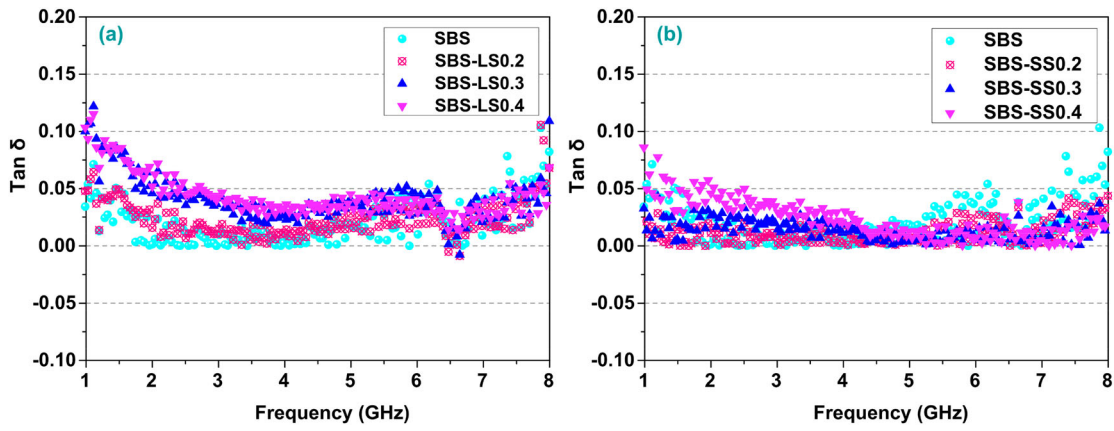 (a)
SBS
SBS-LS0.2
SBS-LS0.3
SBS-LS0.4
Tan δ
0.20
0.15
0.10
0.05
0.00
-0.05
-0.10
1 2 3 4 5 6 7 8
Frequency (GHz)
(b)
SBS
SBS-SS0.2
SBS-SS0.3
SBS-SS0.4
Tan δ
0.20
0.15
0.10
0.05
0.00
-0.05
-0.10
1 2 3 4 5 6 7 8
Frequency (GHz)